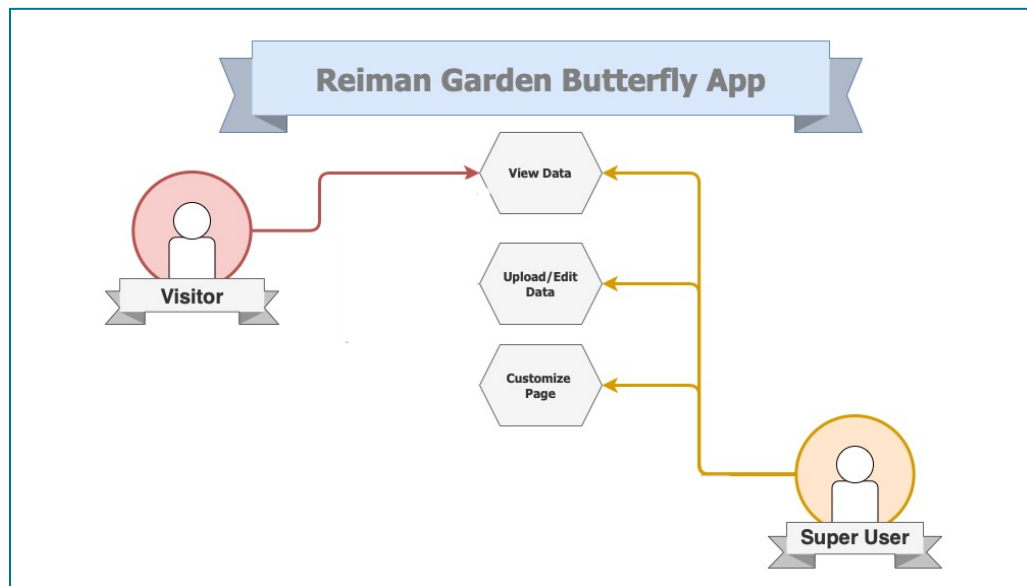 Reiman Garden Butterfly App
View Data
Visitor
Upload/Edit
Data
Customize
Page
Super User